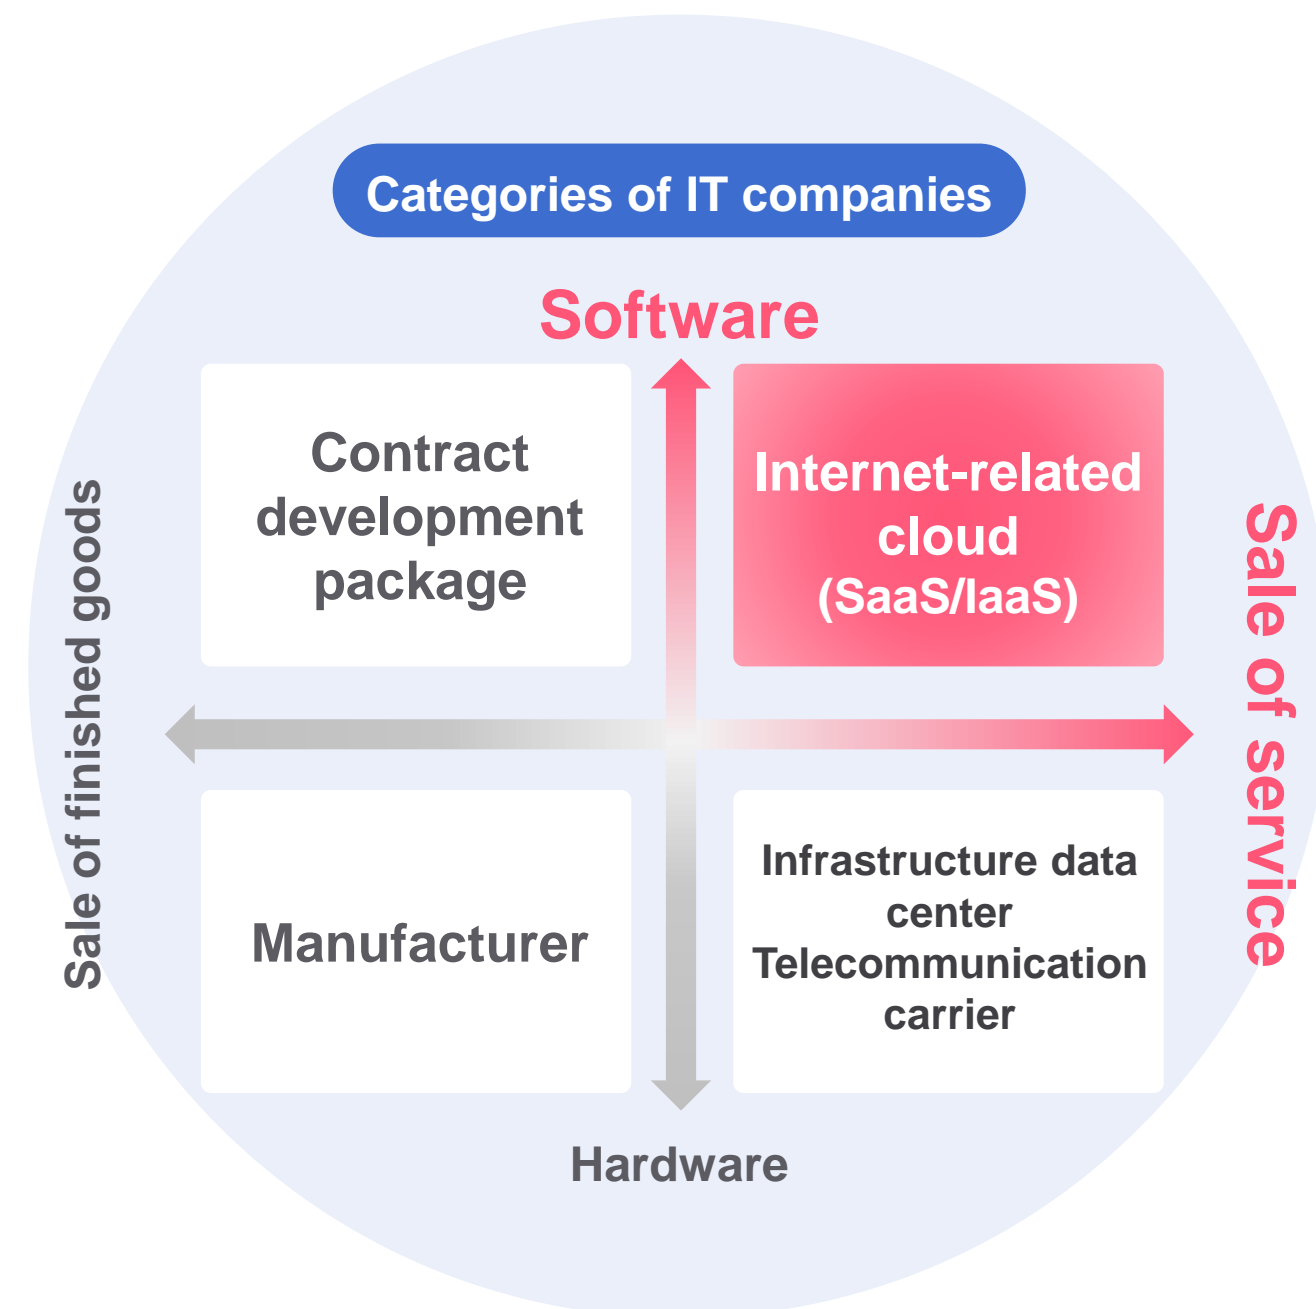 Categories of IT companies
Software
Contract
development
package
Internet-related
cloud
(SaaS/IaaS)
Sale of finished goods
Sale of service
Manufacturer
Infrastructure data
center
Telecommunication
carrier
Hardware